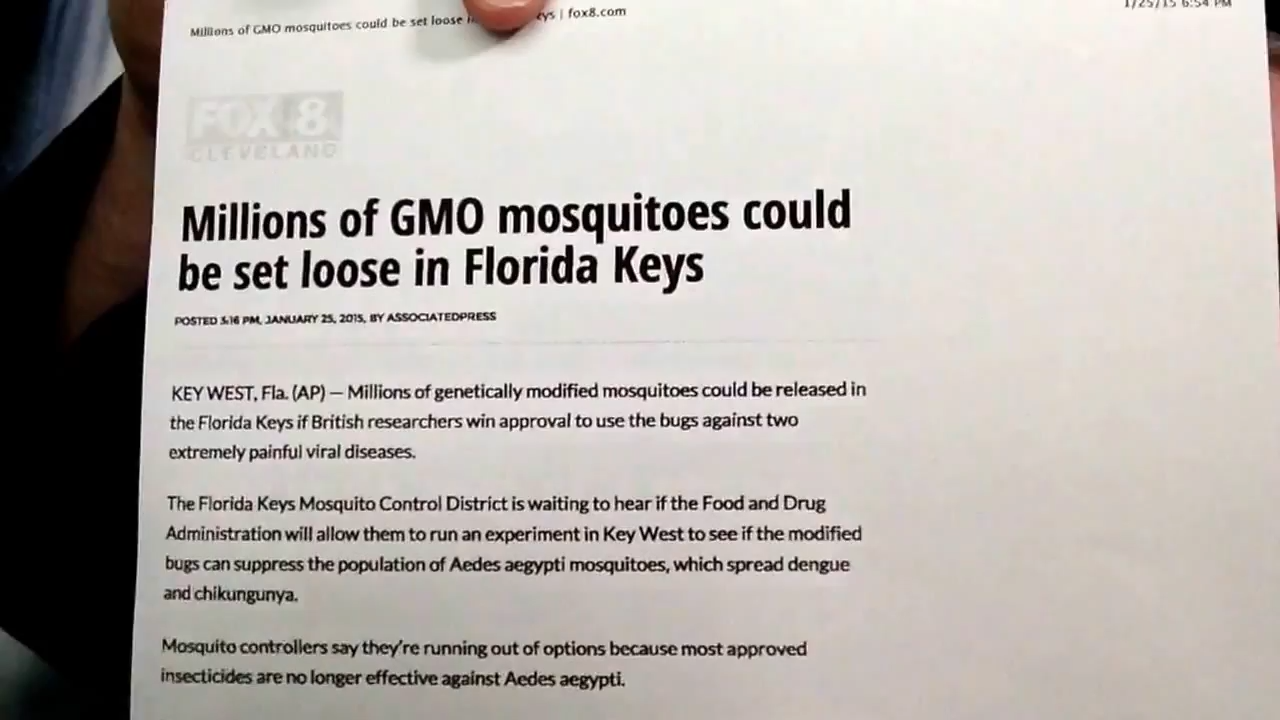 Millions of GMO mosquitoes could be set loose eys | fox8.com
1/25/15 6:54 PM
FOX 8
CLEVELAND
Millions of GMO mosquitoes could
be set loose in Florida Keys
POSTED 5:16 PM, JANUARY 25, 2015, BY ASSOCIATEDPRESS
KEY WEST, Fla. (AP) — Millions of genetically modified mosquitoes could be released in
the Florida Keys if British researchers win approval to use the bugs against two
extremely painful viral diseases.
The Florida Keys Mosquito Control District is waiting to hear if the Food and Drug
Administration will allow them to run an experiment in Key West to see if the modified
bugs can suppress the population of Aedes aegypti mosquitoes, which spread dengue
and chikungunya.
Mosquito controllers say they're running out of options because most approved
insecticides are no longer effective against Aedes aegypti.